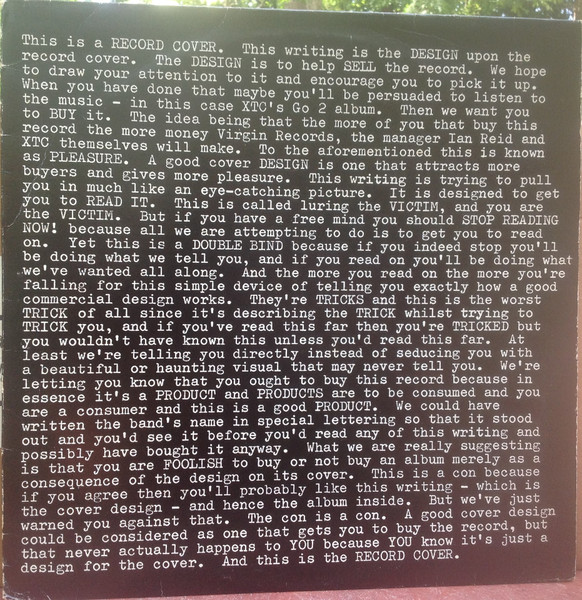 This is a RECORD COVER. This writing is the DESIGN upon the
record cover. The DESIGN is to help SELL the record. We hope
to draw your attention to it and encourage you to pick it up.
When you have done that maybe you'll be persuaded to listen to
the music - in this case XTC's Go 2 album. Then we want you
to BUY it. The idea being that the more of you that buy this
record the more money Virgin Records, the manager Ian Reid and
XTC themselves will make. To the aforementioned this is known
as PLEASURE. A good cover DESIGN is one that attracts more
buyers and gives more pleasure. This writing is trying to pull
you in much like an eye-catching picture. It is designed to get
you to READ IT. This is called luring the VICTIM, and you are
the VICTIM. But if you have a free mind you should STOP READING
NOW! because all we are attempting to do is to get you to read
on. Yet this is a DOUBLE BIND because if you indeed stop you'll
be doing what we tell you, and if you read on you'll be doing what
we've wanted all along. And the more you read on the more you're
falling for this simple device of telling you exactly how a good
commercial design works. They're TRICKS and this is the worst
TRICK of all since it's describing the TRICK whilst trying to
TRICK you, and if you've read this far then you're TRICKED but
you wouldn't have known this unless you'd read this far. At
least we're telling you directly instead of seducing you with
a beautiful or haunting visual that may never tell you. We're
letting you know that you ought to buy this record because in
essence it's a PRODUCT and PRODUCTS are to be consumed and you
are a consumer and this is a good PRODUCT. We could have
written the band's name in special lettering so that it stood
out and you'd see it before you'd read any of this writing and
possibly have bought it anyway. What we are really suggesting
is that you are FOOLISH to buy or not buy an album merely as a
consequence of the design on its cover. This is a con because
if you agree then you'll probably like this writing - which is
the cover design - and hence the album inside. But we've just
warned you against that. The con is a con. A good cover design
could be considered as one that gets you to buy the record, but
that never actually happens to YOU because YOU know it's just a
design for the cover. And this is the RECORD COVER.